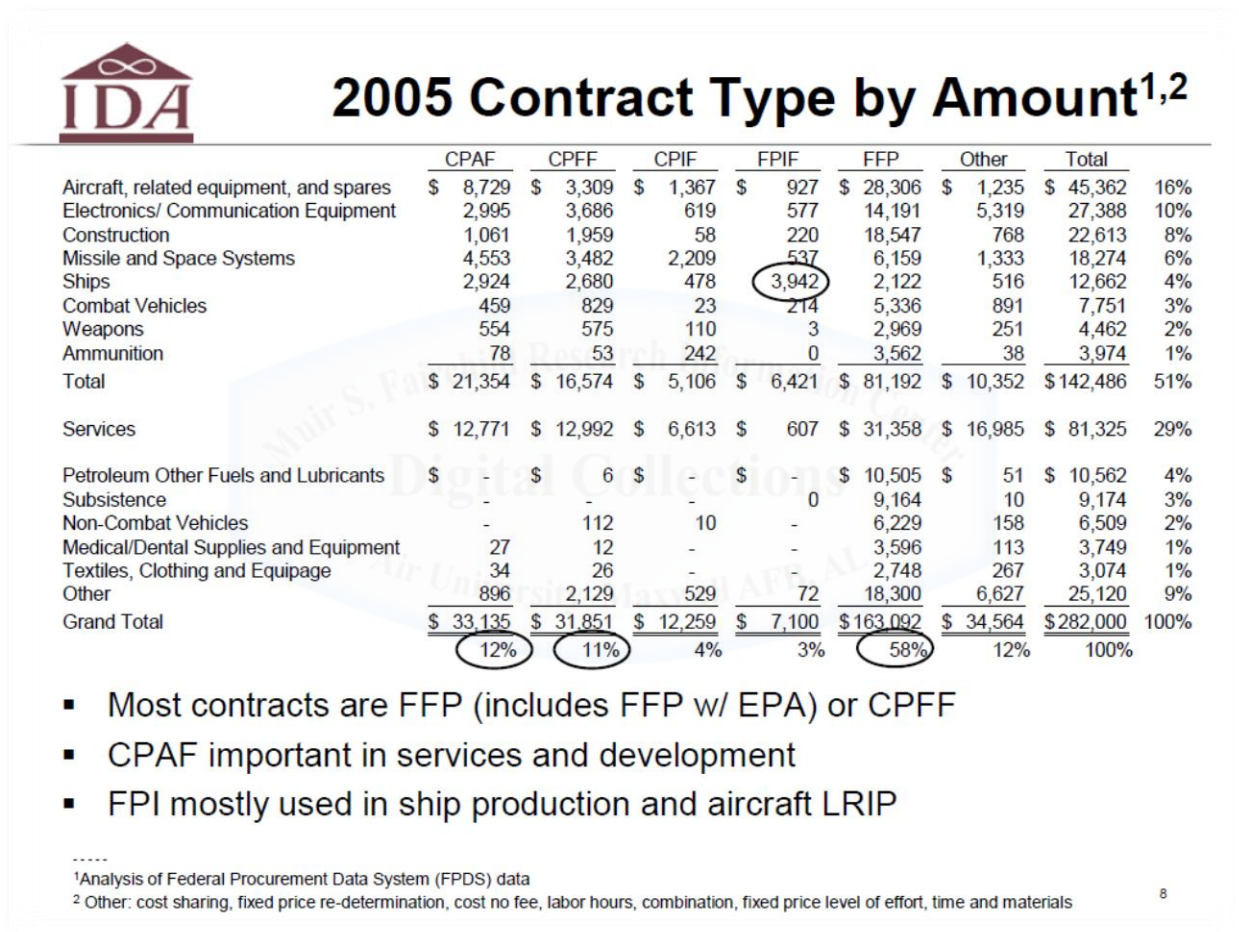 IDA
2005 Contract Type by Amount1,2
CPAF CPFF CPIF FPIF FFP Other Total
Aircraft, related equipment, and spares $ 8,729 $ 3,309 $ 1,367 $ 927 $ 28,306 $ 1,235 $ 45,362 16%
Electronics/ Communication Equipment 2,995 3,686 619 577 14,191 5,319 27,388 10%
Construction 1,061 1,959 58 220 18,547 768 22,613 8%
Missile and Space Systems 4,553 3,482 2,209 537 6,159 1,333 18,274 6%
Ships 2,924 2,680 478 3,942 2,122 516 12,662 4%
Combat Vehicles 459 829 23 214 5,336 891 7,751 3%
Weapons 554 575 110 3 2,969 251 4,462 2%
Ammunition 78 53 242 0 3,562 38 3,974 1%
Total $ 21,354 $ 16,574 $ 5,106 $ 6,421 $ 81,192 $ 10,352 $142,486 51%
Services $ 12,771 $ 12,992 $ 6,613 $ 607 $ 31,358 $ 16,985 $ 81,325 29%
Petroleum Other Fuels and Lubricants $ - $ 6 $ - $ - $ 10,505 $ 51 $ 10,562 4%
Subsistence - - - 0 9,164 10 9,174 3%
Non-Combat Vehicles - 112 10 - 6,229 158 6,509 2%
Medical/Dental Supplies and Equipment 27 12 - - 3,596 113 3,749 1%
Textiles, Clothing and Equipage 34 26 - - 2,748 267 3,074 1%
Other 896 2,129 529 72 18,300 6,627 25,120 9%
Grand Total $ 33,135 $ 31,851 $ 12,259 $ 7,100 $163,092 $ 34,564 $282,000 100%
12% 11% 4% 3% 58% 12% 100%
▪ Most contracts are FFP (includes FFP w/ EPA) or CPFF
▪ CPAF important in services and development
▪ FPI mostly used in ship production and aircraft LRIP
-----
1Analysis of Federal Procurement Data System (FPDS) data
2 Other: cost sharing, fixed price re-determination, cost no fee, labor hours, combination, fixed price level of effort, time and materials
8
Muir S. Fairchild Research Information Center
Digital Collections
Air University Maxwell AFB, AL